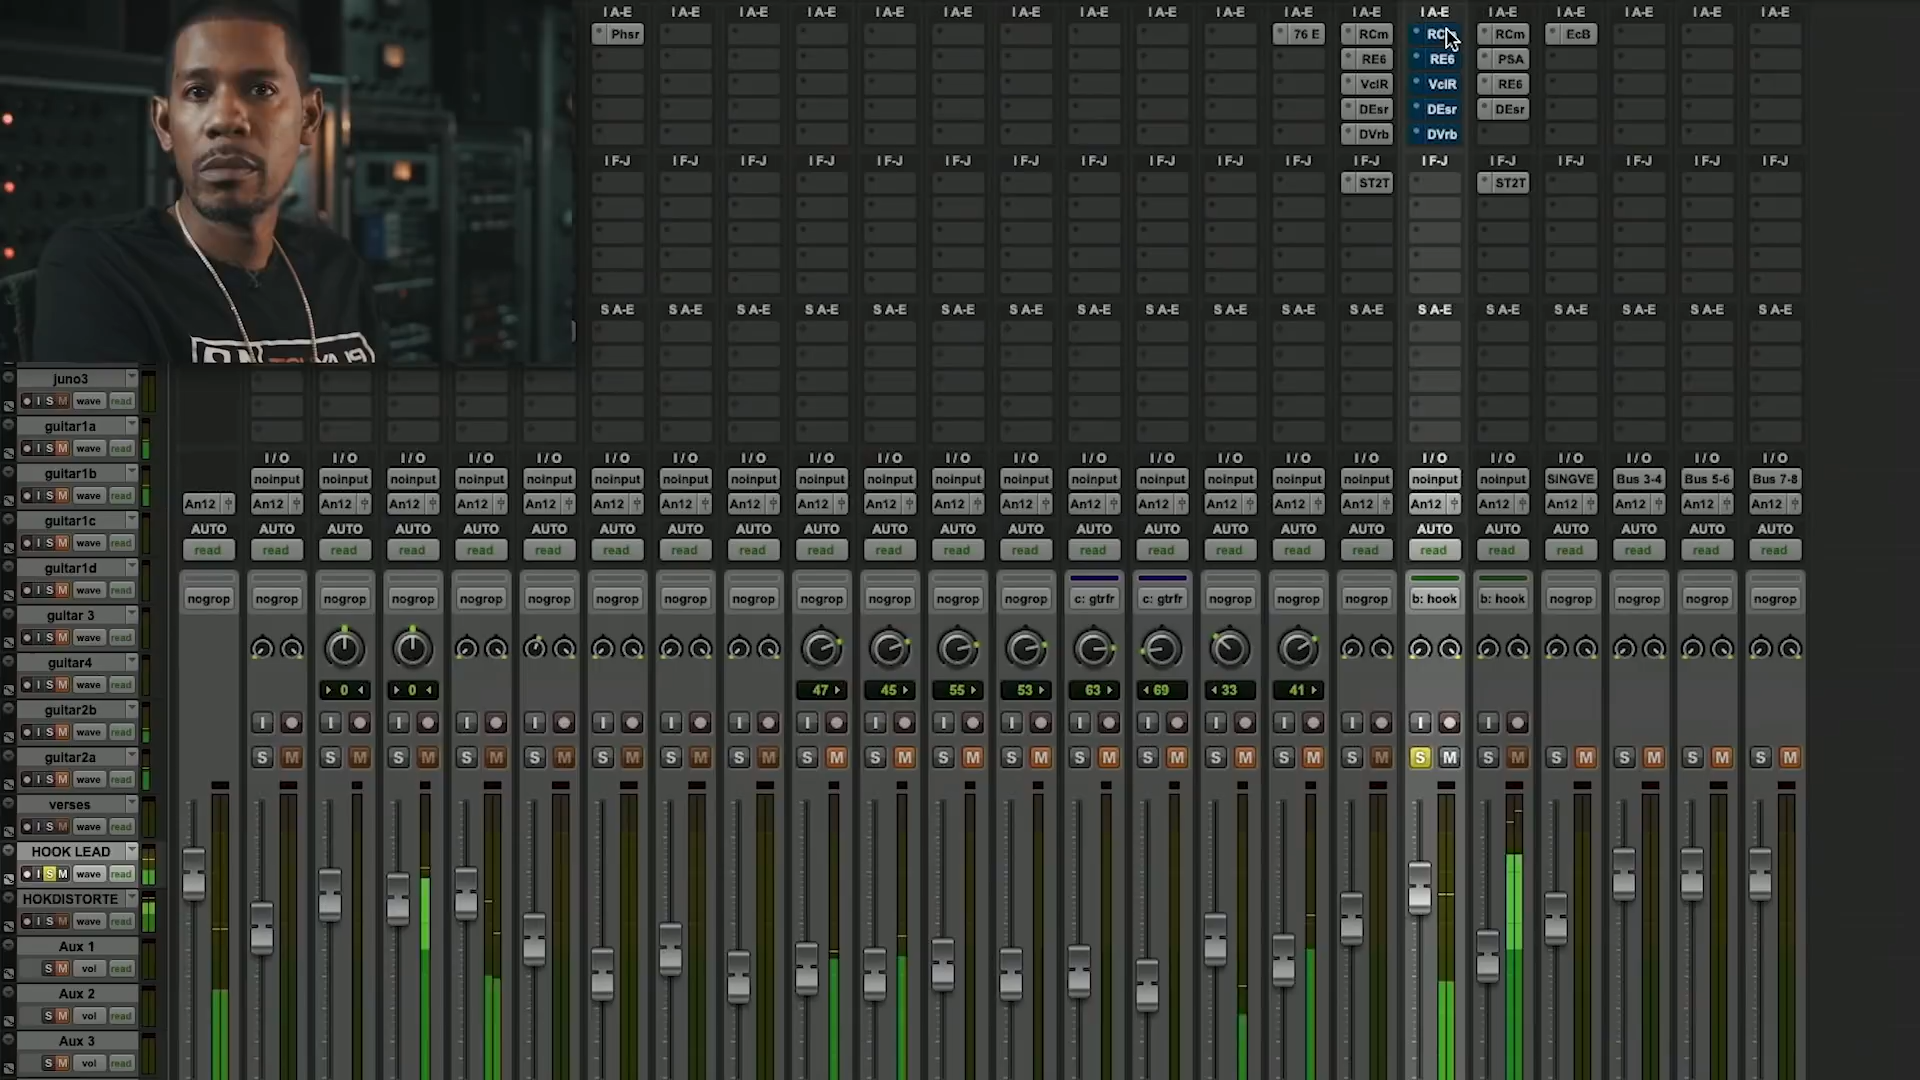 I A-E I A-E I A-E I A-E I A-E I A-E I A-E I A-E I A-E I A-E I A-E I A-E I A-E I A-E I A-E I A-E I A-E I A-E
Phsr 76 E RCm RCm EcB
RE6 RE6 PSA
VclR VclR RE6
DEsr DEsr DEsr
DVrb DVrb
I F-J I F-J I F-J I F-J I F-J I F-J I F-J I F-J I F-J I F-J I F-J I F-J I F-J I F-J I F-J I F-J I F-J I F-J
ST2T ST2T
S A-E S A-E S A-E S A-E S A-E S A-E S A-E S A-E S A-E S A-E S A-E S A-E S A-E S A-E S A-E S A-E S A-E S A-E
juno3
I S M wave read
guitar1a
I S M wave read
guitar1b
I S M wave read
guitar1c
I S M wave read
guitar1d
I S M wave read
guitar 3
I S M wave read
guitar4
I S M wave read
guitar2b
I S M wave read
guitar2a
I S M wave read
verses
I S M wave read
HOOK LEAD
I S M wave read
HOKDISTORTE
I S M wave read
Aux 1
S M vol read
Aux 2
S M vol read
Aux 3
S M vol read
I / O I / O I / O I / O I / O I / O I / O I / O I / O I / O I / O I / O I / O I / O I / O I / O I / O I / O I / O I / O I / O I / O I / O
noinput noinput noinput noinput noinput noinput noinput noinput noinput noinput noinput noinput noinput noinput noinput noinput noinput noinput noinput SINGVE Bus 3-4 Bus 5-6 Bus 7-8
An12 An12 An12 An12 An12 An12 An12 An12 An12 An12 An12 An12 An12 An12 An12 An12 An12 An12 An12 An12 An12 An12 An12 An12
AUTO AUTO AUTO AUTO AUTO AUTO AUTO AUTO AUTO AUTO AUTO AUTO AUTO AUTO AUTO AUTO AUTO AUTO AUTO AUTO AUTO AUTO AUTO AUTO
read read read read read read read read read read read read read read read read read read read read read read read read
nogrop nogrop nogrop nogrop nogrop nogrop nogrop nogrop nogrop nogrop nogrop nogrop nogrop c: gtrfr c: gtrfr nogrop nogrop nogrop b: hook b: hook nogrop nogrop nogrop nogrop
0 0 47 45 55 53 63 69 33 41
I I I I I I I I I I I I I I I I I I I
S M S M S M S M S M S M S M S M S M S M S M S M S M S M S M S M S M S M S M S M S M S M S M